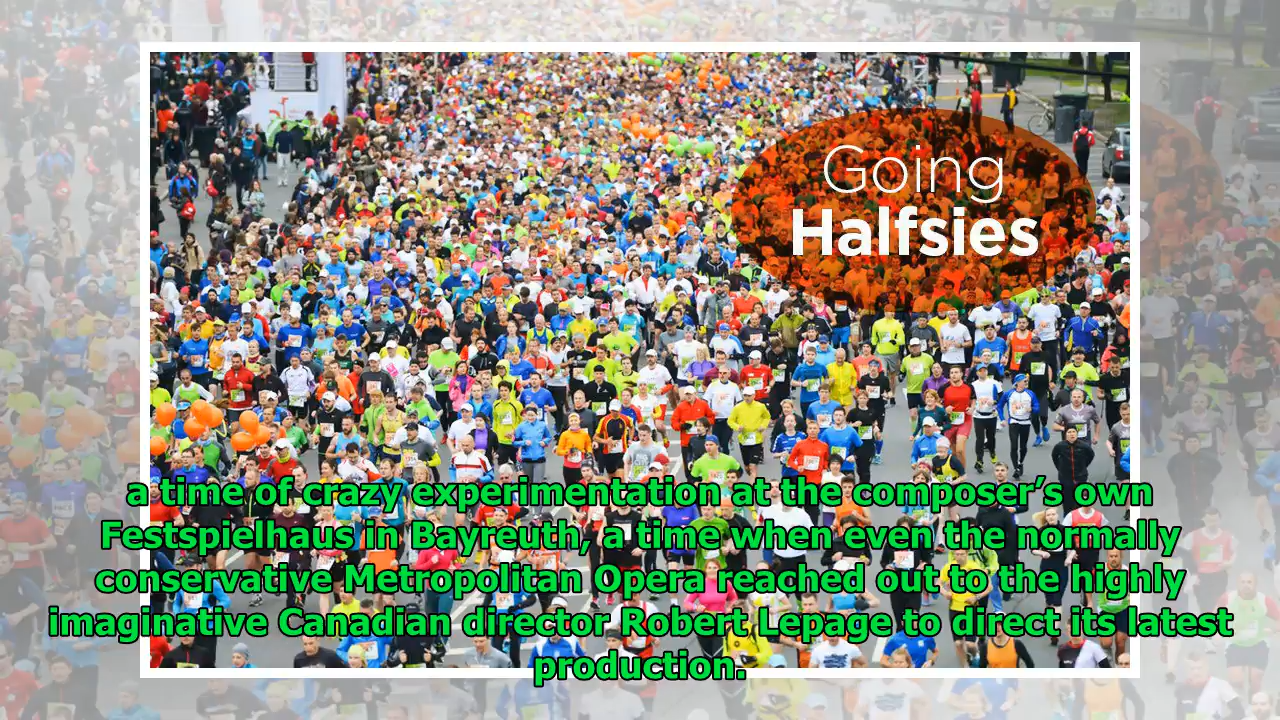 Going
Halfsies
a time of crazy experimentation at the composer’s own
Festspielhaus in Bayreuth, a time when even the normally
conservative Metropolitan Opera reached out to the highly
imaginative Canadian director Robert Lepage to direct its latest
production.